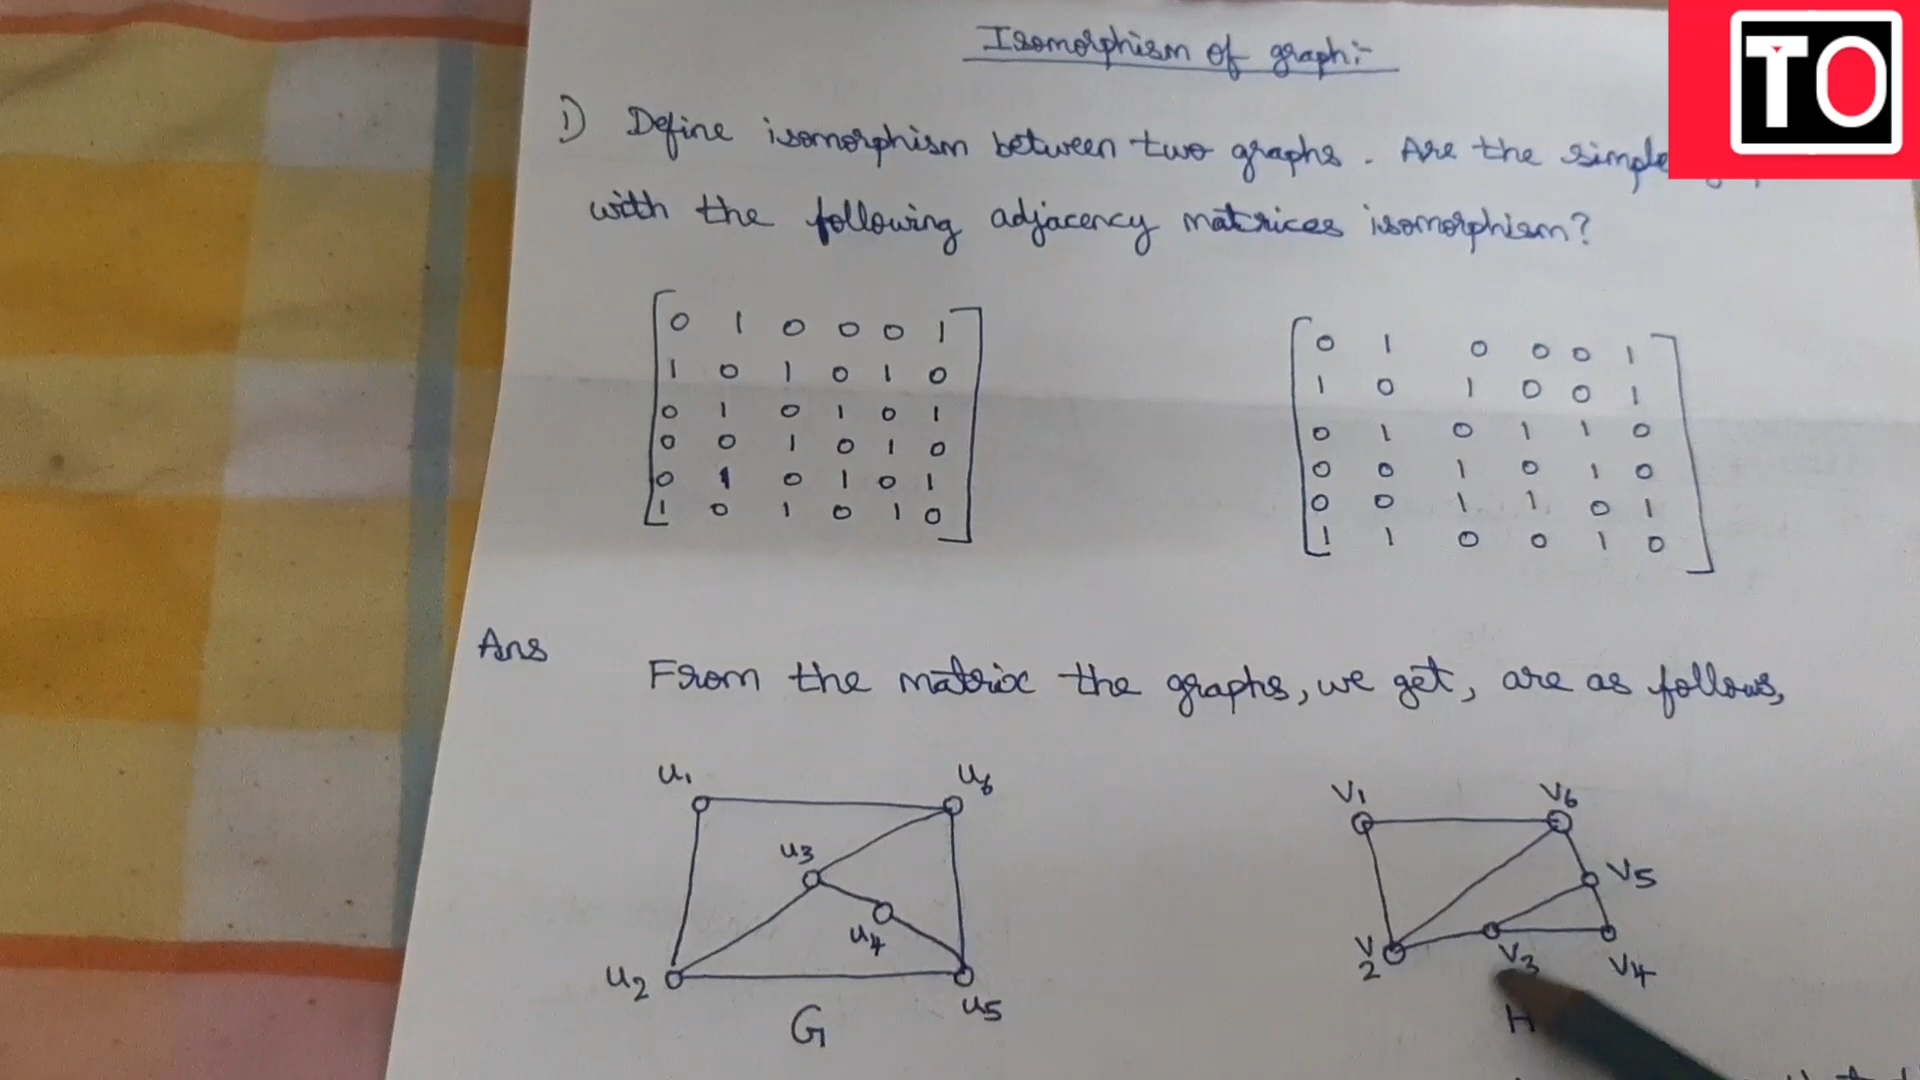 Isomorphism of graph:-
TO
1) Define isomorphism between two graphs. Are the simple
with the following adjacency matrices isomorphism?
0 1 0 0 0 1
1 0 1 0 1 0
0 1 0 1 0 1
0 0 1 0 1 0
0 1 0 1 0 1
1 0 1 0 1 0
0 1 0 0 0 1
1 0 1 0 0 1
0 1 0 1 1 0
0 0 1 0 1 0
0 0 1 1 0 1
1 1 0 0 1 0
Ans
From the matrix the graphs, we get, are as follows,
u1 u6
u3
u4
u2 u5
G
V1 V6
V5
V2 V3 V4
H